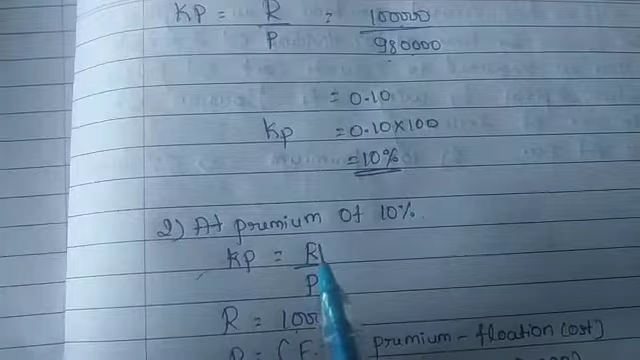 KP = R/P = 100000/980000
= 0.10
Kp = 0.10×100
= 10%
2) At premium of 10%.
KP = R/P
R = 100
premium - floation cost)